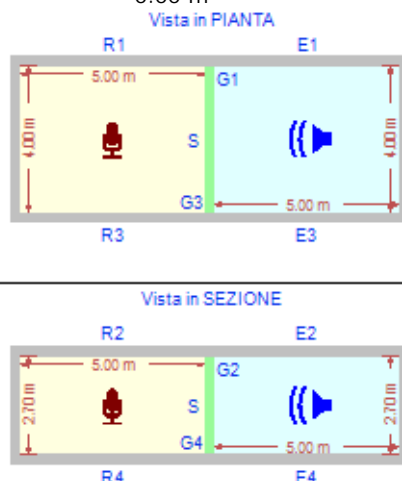 Vista in PIANTA
R1 E1
5.00 m G1
4.00 m S 4.00 m
G3 5.00 m
R3 E3
Vista in SEZIONE
R2 E2
5.00 m G2
2.70 m S 2.70 m
G4 5.00 m
R4 E4